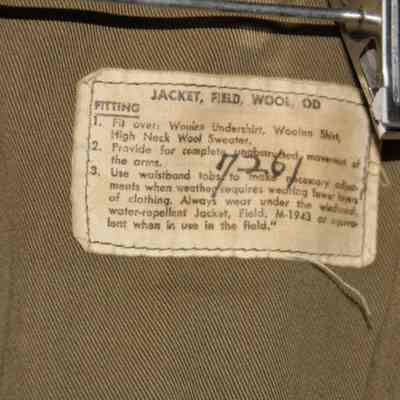 JACKET, FIELD, WOOL, OD
FITTING
1. Fit over: Woolen Undershirt, Woolen Shirt,
High Neck Wool Sweater.
2. Provide for complete unobstructed movement of
the arms.
3. Use waistband tabs to make necessary adjust-
ments when weather requires wearing fewer layers
of clothing. Always wear under the wind and
water-repellent Jacket, Field, M-1943 or equiva-
lent when in use in the field."